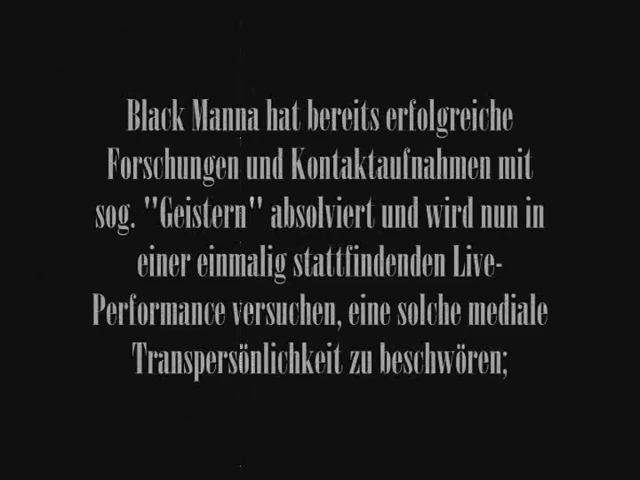 Black Manna hat bereits erfolgreiche
Forschungen und Kontaktaufnahmen mit
sog. "Geistern" absolviert und wird nun in
einer einmalig stattfindenden Live-
Performance versuchen, eine solche mediale
Transpersönlichkeit zu beschwören;